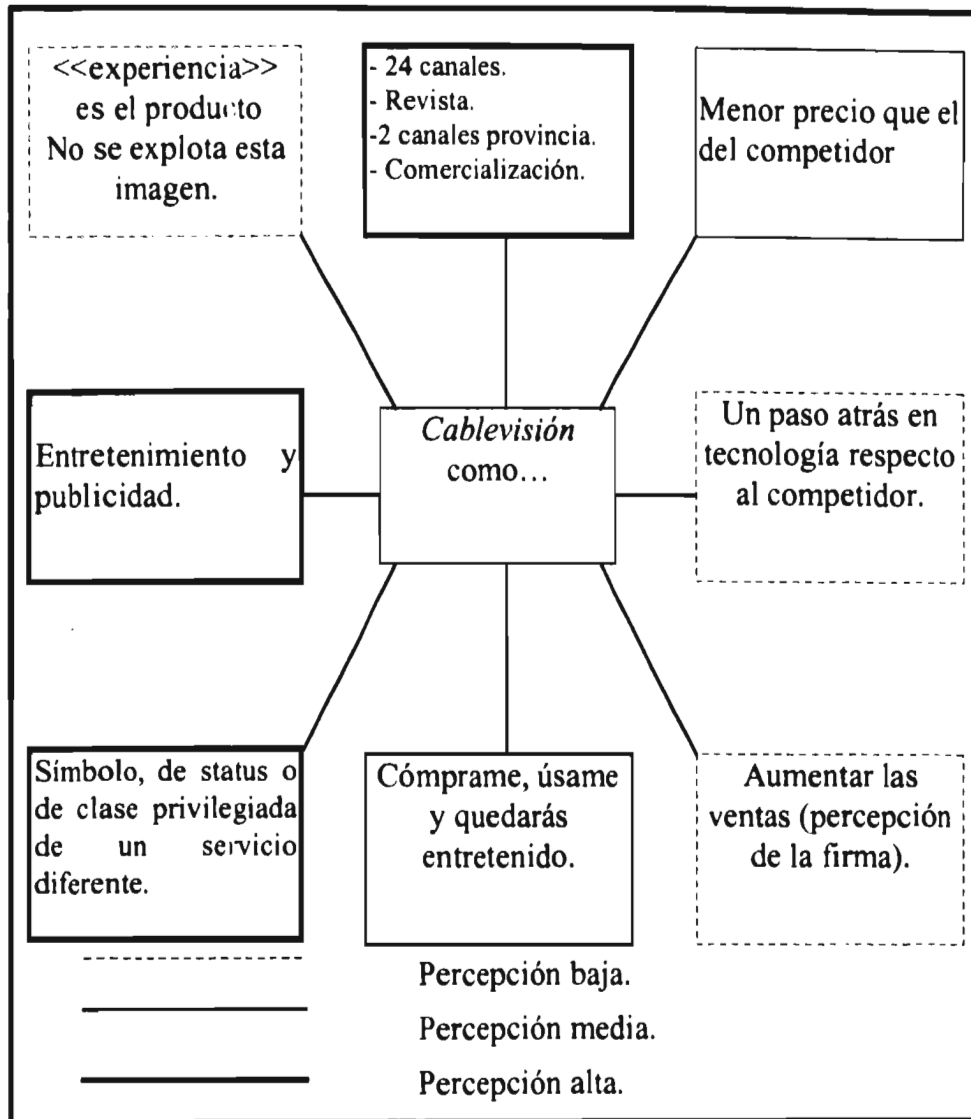 <<experiencia>>
es el producto
No se explota esta
imagen.
- 24 canales.
- Revista.
-2 canales provincia.
- Comercialización.
Menor precio que el
del competidor
Entretenimiento y
publicidad.
Cablevisión
como...
Un paso atrás en
tecnología respecto
al competidor.
Símbolo, de status o
de clase privilegiada
de un servicio
diferente.
Cómprame, úsame
y quedarás
entretenido.
Aumentar las
ventas (percepción
de la firma).
Percepción baja.
Percepción media.
Percepción alta.